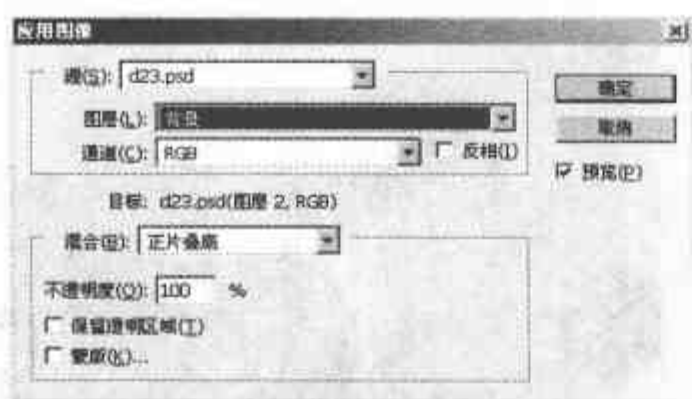 应用图像
源(S): d23.psd
图层(L): 背景
通道(C): RGB
反相(I)
目标: d23.psd(图层 2, RGB)
混合(B): 正片叠底
不透明度(O): 100 %
保留透明区域(T)
蒙版(K)...
确定
取消
预览(P)